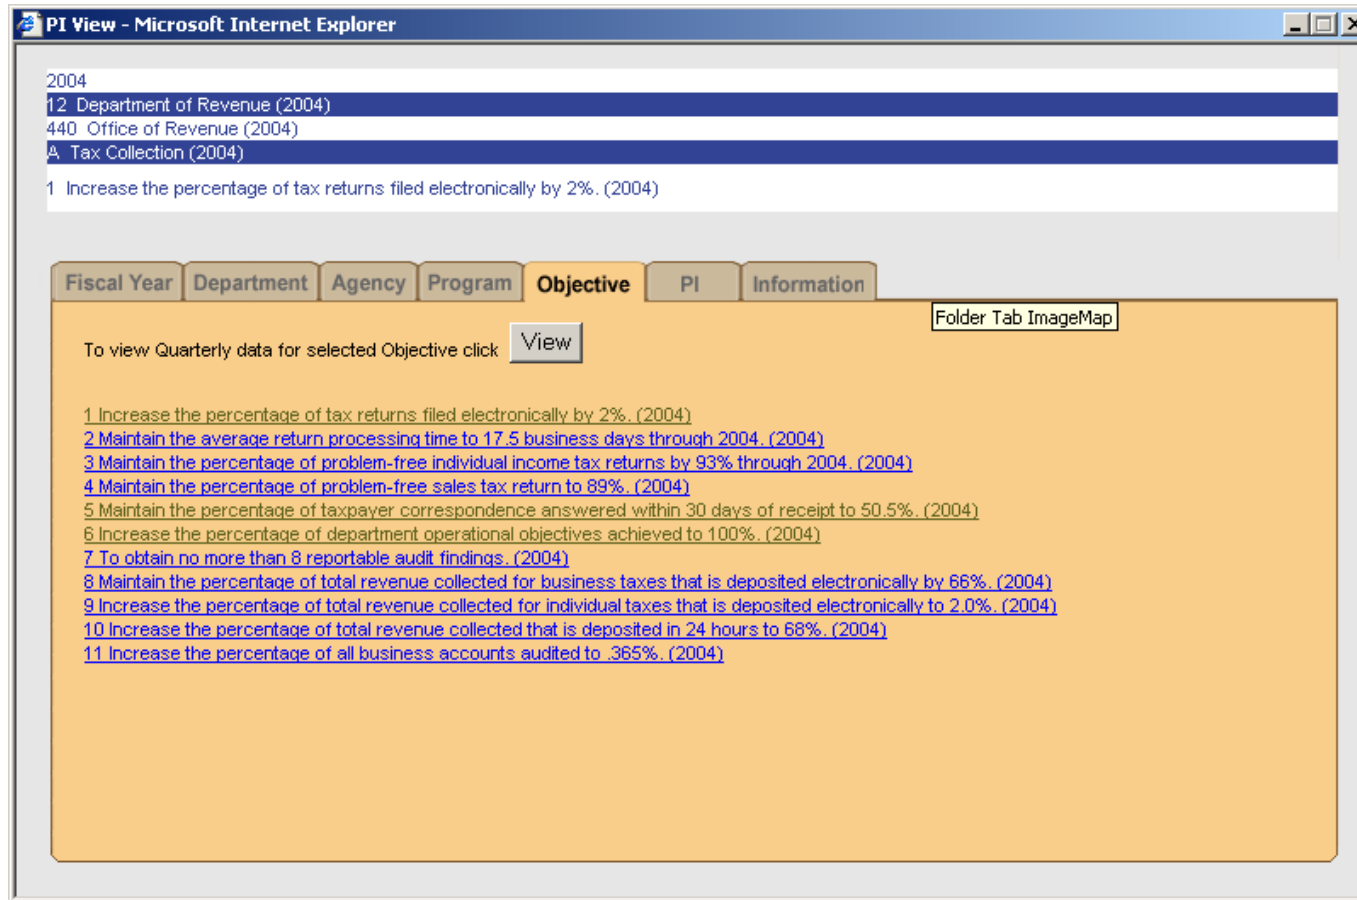 PI View - Microsoft Internet Explorer
2004
12 Department of Revenue (2004)
440 Office of Revenue (2004)
A Tax Collection (2004)
1 Increase the percentage of tax returns filed electronically by 2%. (2004)
Fiscal Year Department Agency Program Objective PI Information
Folder Tab ImageMap
To view Quarterly data for selected Objective click View
1 Increase the percentage of tax returns filed electronically by 2%. (2004)
2 Maintain the average return processing time to 17.5 business days through 2004. (2004)
3 Maintain the percentage of problem-free individual income tax returns by 93% through 2004. (2004)
4 Maintain the percentage of problem-free sales tax return to 89%. (2004)
5 Maintain the percentage of taxpayer correspondence answered within 30 days of receipt to 50.5%. (2004)
6 Increase the percentage of department operational objectives achieved to 100%. (2004)
7 To obtain no more than 8 reportable audit findings. (2004)
8 Maintain the percentage of total revenue collected for business taxes that is deposited electronically by 66%. (2004)
9 Increase the percentage of total revenue collected for individual taxes that is deposited electronically to 2.0%. (2004)
10 Increase the percentage of total revenue collected that is deposited in 24 hours to 68%. (2004)
11 Increase the percentage of all business accounts audited to .365%. (2004)